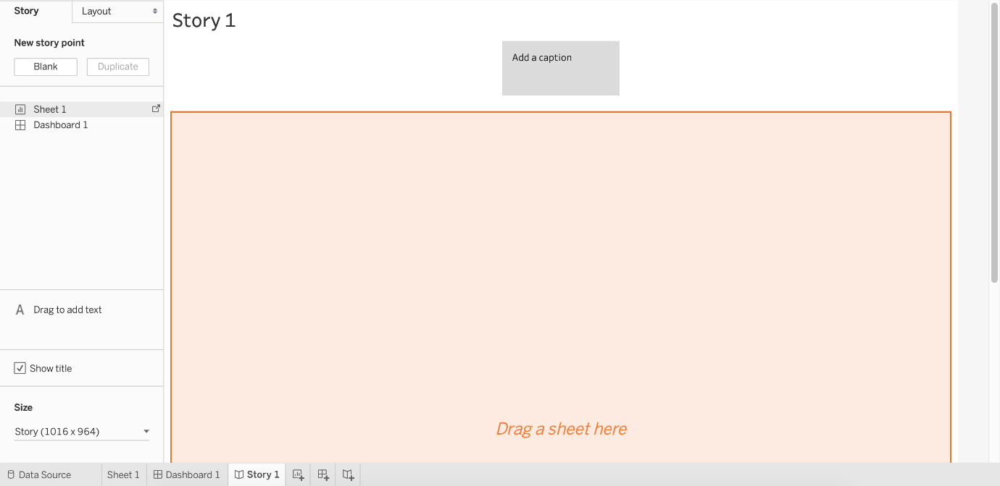 Story
Layout
New story point
Blank
Duplicate
Sheet 1
Dashboard 1
A Drag to add text
Show title
Size
Story (1016 x 964)
Story 1
Add a caption
Drag a sheet here
Data Source
Sheet 1
Dashboard 1
Story 1